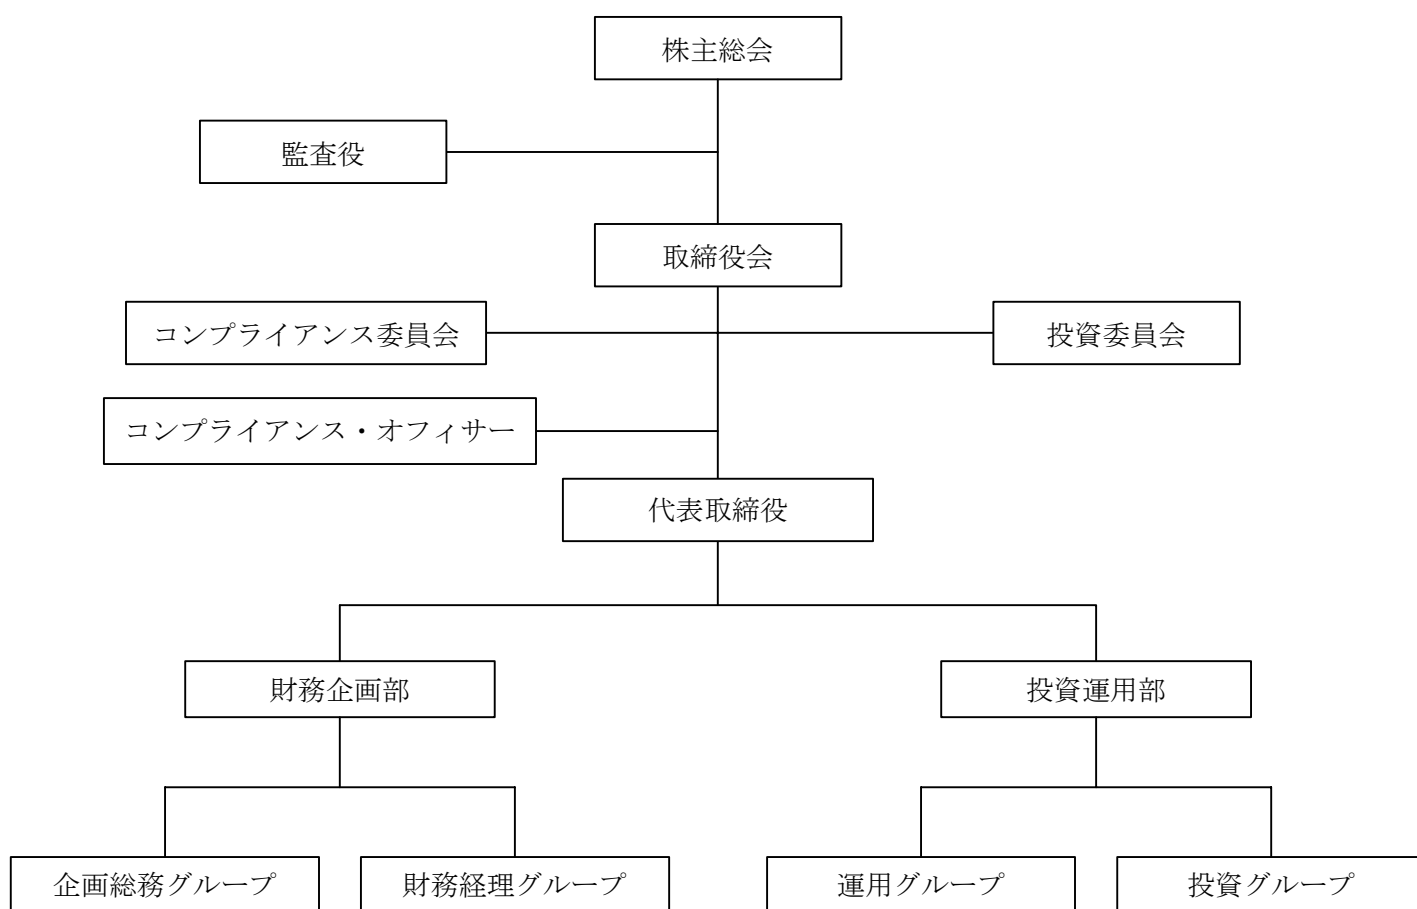 株主総会
監査役
取締役会
コンプライアンス委員会
投資委員会
コンプライアンス・オフィサー
代表取締役
財務企画部
投資運用部
企画総務グループ
財務経理グループ
運用グループ
投資グループ